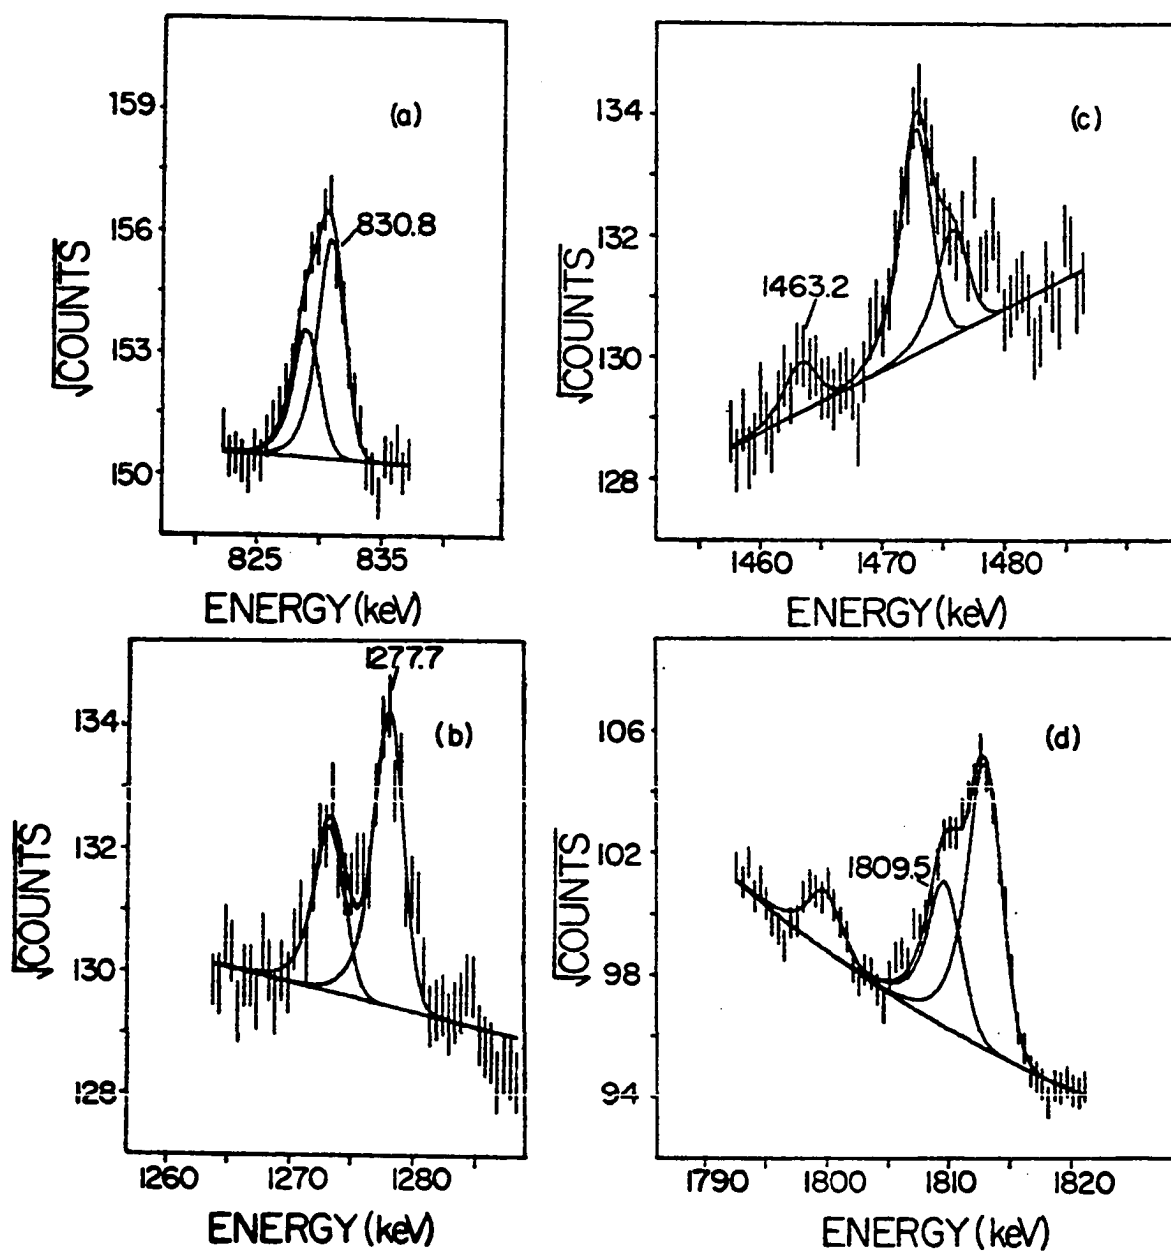 (a)
159
156
153
150
830.8
√COUNTS
825 835
ENERGY (keV)
(c)
134
132
130
128
1463.2
√COUNTS
1460 1470 1480
ENERGY (keV)
(b)
134
132
130
128
1277.7
√COUNTS
1260 1270 1280
ENERGY (keV)
(d)
106
102
98
94
1809.5
√COUNTS
1790 1800 1810 1820
ENERGY (keV)